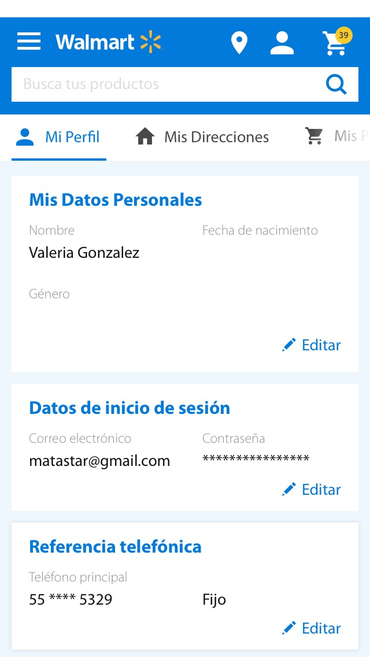 Walmart
39
Busca tus productos
Mi Perfil Mis Direcciones Mis
Mis Datos Personales
Nombre Fecha de nacimiento
Valeria Gonzalez
Género
Editar
Datos de inicio de sesión
Correo electrónico Contraseña
matastar@gmail.com ****************
Editar
Referencia telefónica
Teléfono principal
55 **** 5329 Fijo
Editar